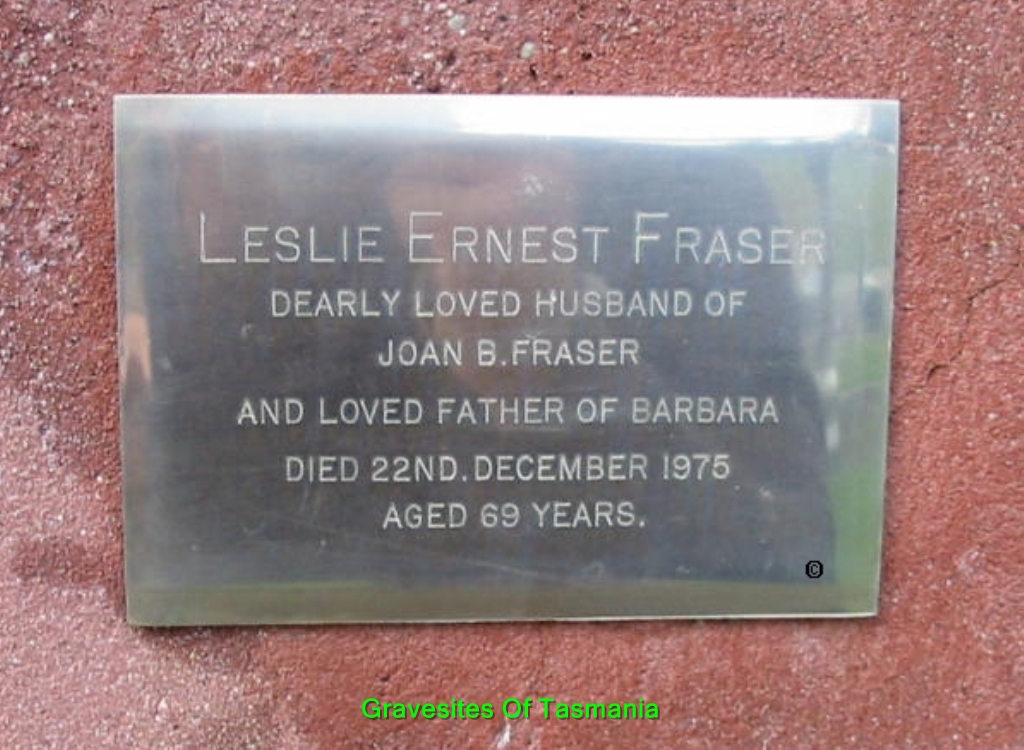 LESLIE ERNEST FRASER
DEARLY LOVED HUSBAND OF
JOAN B. FRASER
AND LOVED FATHER OF BARBARA
DIED 22ND. DECEMBER 1975
AGED 69 YEARS.
©
Gravesites Of Tasmania